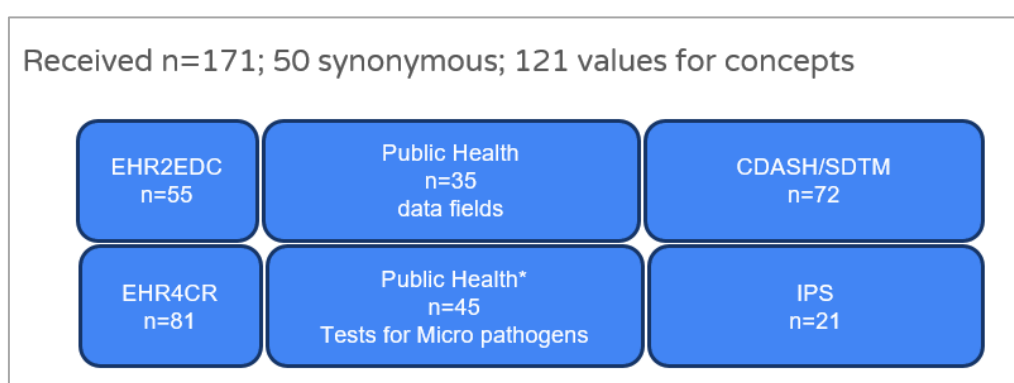 Received n=171; 50 synonymous; 121 values for concepts
EHR2EDC
n=55
Public Health
n=35
data fields
CDASH/SDTM
n=72
EHR4CR
n=81
Public Health*
n=45
Tests for Micro pathogens
IPS
n=21